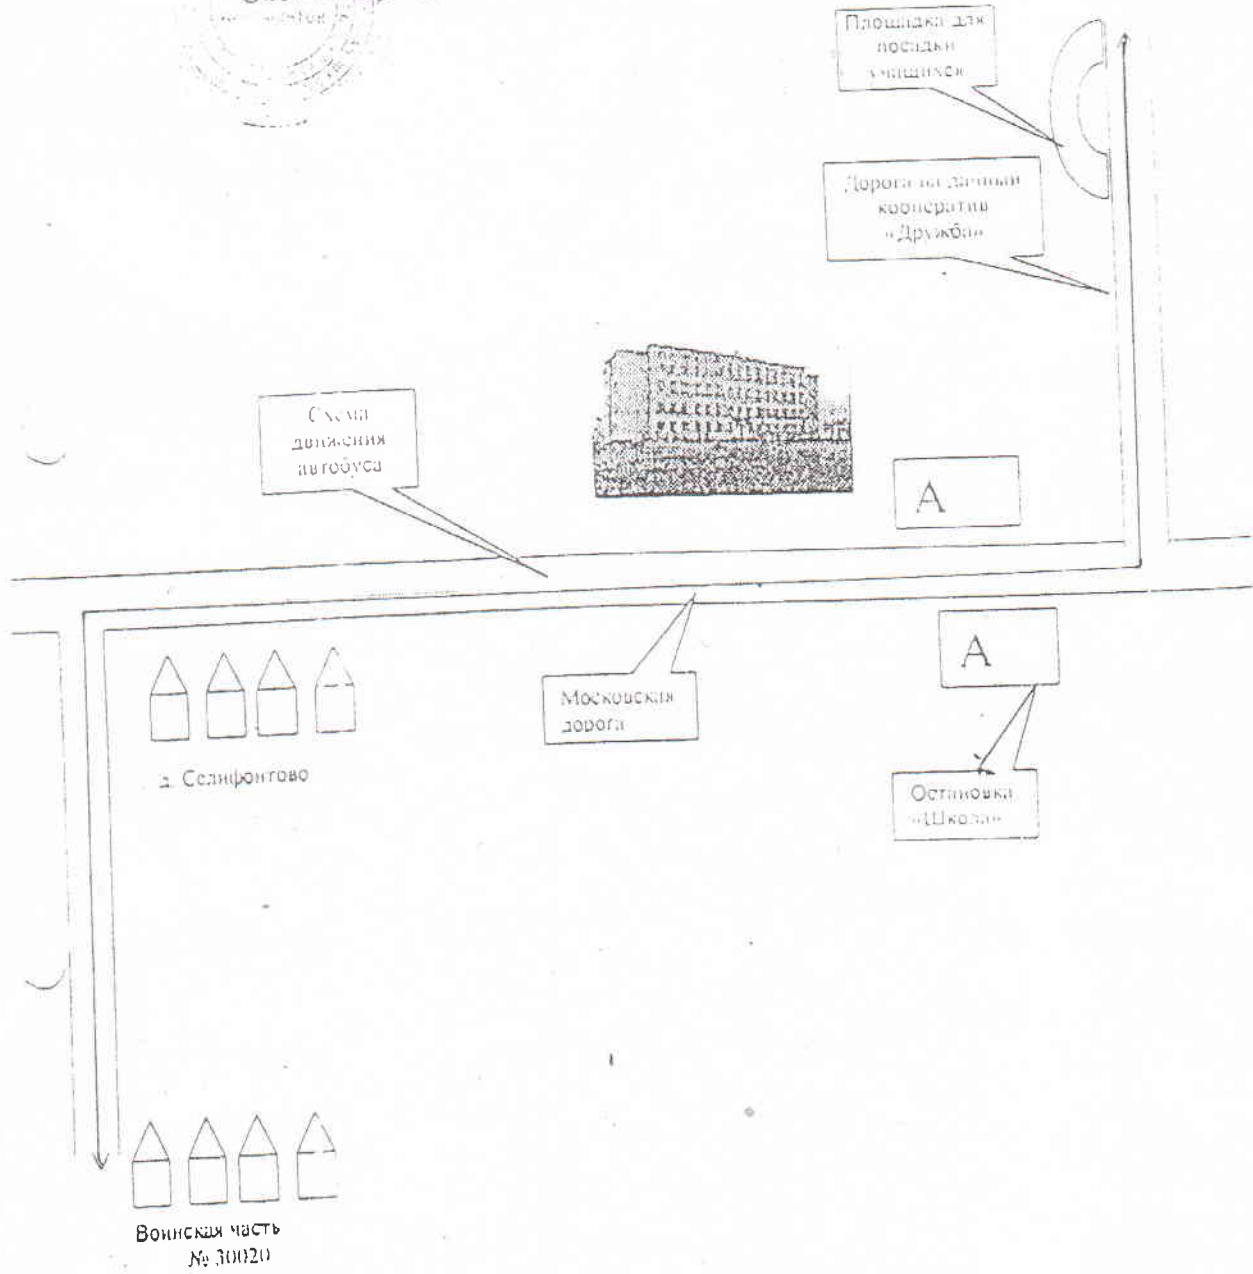 Площадка для
посадки
учащихся
Дорога на дачный
кооператив
«Дружба»
Схема
движения
автобуса
А
А
Московская
дорога
д. Селифонтово
Остановка
«Школа»
Воинская часть
№ 30020